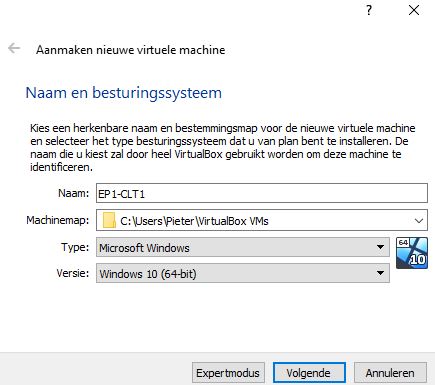 ?
Aanmaken nieuwe virtuele machine
Naam en besturingssysteem
Kies een herkenbare naam en bestemmingsmap voor de nieuwe virtuele machine
en selecteer het type besturingssysteem dat u van plan bent te installeren. De
naam die u kiest zal door heel VirtualBox gebruikt worden om deze machine te
identificeren.
Naam: EP1-CLT1
Machinemap: C:\Users\Pieter\VirtualBox VMs
Type: Microsoft Windows
64
10
Versie: Windows 10 (64-bit)
Expertmodus Volgende Annuleren